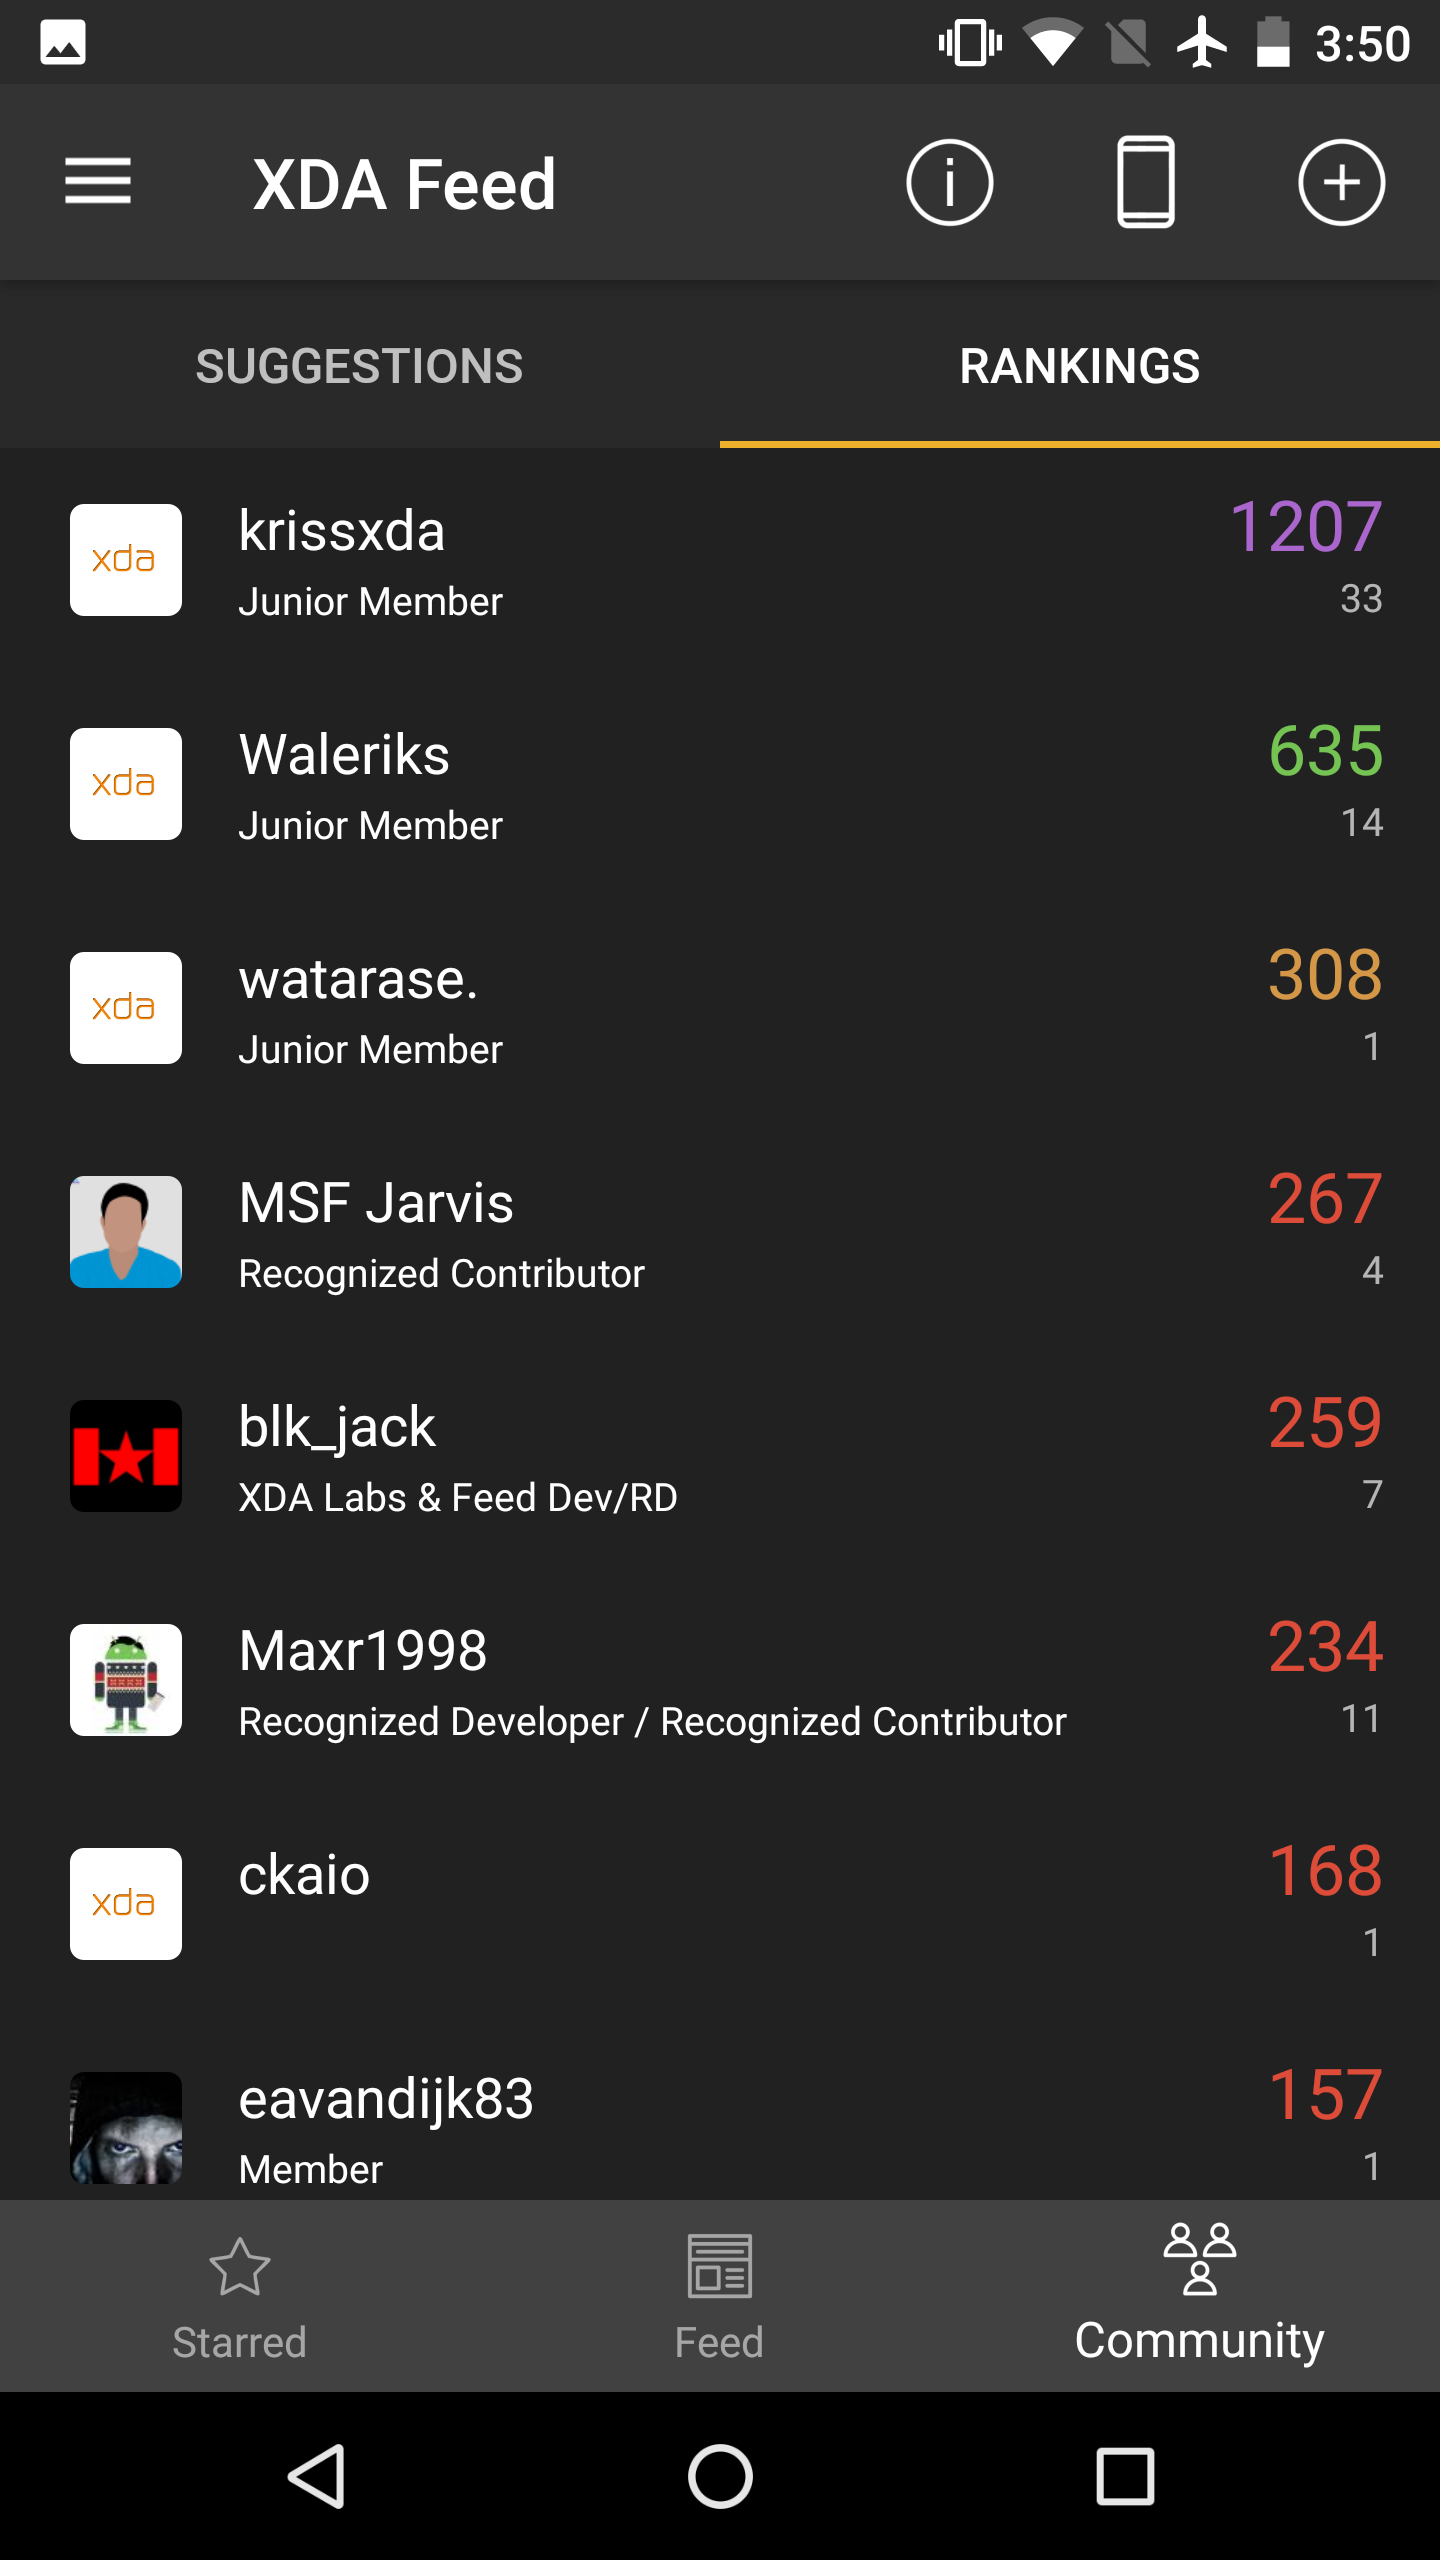 3:50
XDA Feed
SUGGESTIONS
RANKINGS
xda
krissxda
1207
Junior Member
33
xda
Waleriks
635
Junior Member
14
xda
watarase.
308
Junior Member
1
MSF Jarvis
267
Recognized Contributor
4
blk_jack
259
XDA Labs & Feed Dev/RD
7
Maxr1998
234
Recognized Developer / Recognized Contributor
11
xda
ckaio
168
1
eavandijk83
157
Member
1
Starred
Feed
Community